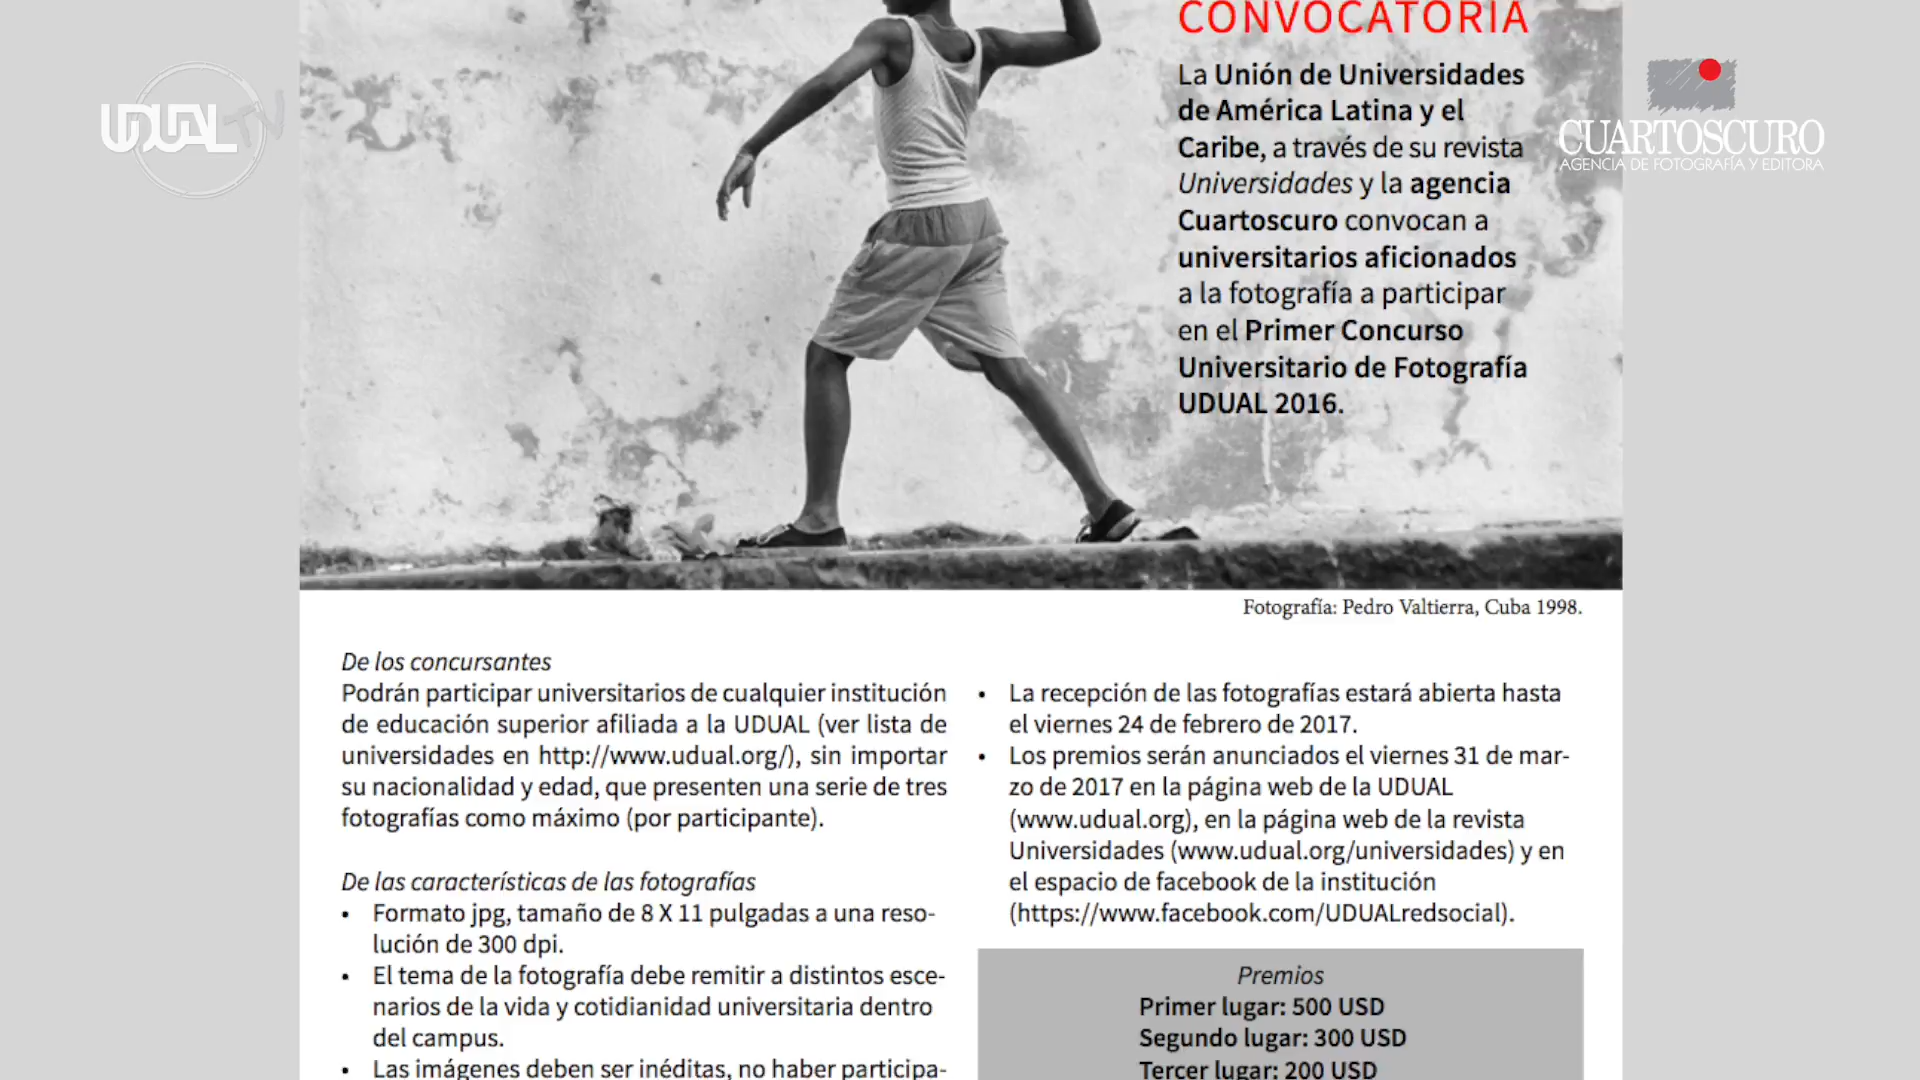 UDUAL TV
CUARTOSCURO
AGENCIA DE FOTOGRAFÍA Y EDITORA
CONVOCATORIA
La Unión de Universidades
de América Latina y el
Caribe, a través de su revista
Universidades y la agencia
Cuartoscuro convocan a
universitarios aficionados
a la fotografía a participar
en el Primer Concurso
Universitario de Fotografía
UDUAL 2016.
Fotografía: Pedro Valtierra, Cuba 1998.
De los concursantes
Podrán participar universitarios de cualquier institución
de educación superior afiliada a la UDUAL (ver lista de
universidades en http://www.udual.org/), sin importar
su nacionalidad y edad, que presenten una serie de tres
fotografías como máximo (por participante).
De las características de las fotografías
• Formato jpg, tamaño de 8 X 11 pulgadas a una reso-
lución de 300 dpi.
• El tema de la fotografía debe remitir a distintos esce-
narios de la vida y cotidianidad universitaria dentro
del campus.
• Las imágenes deben ser inéditas, no haber participa-
• La recepción de las fotografías estará abierta hasta
el viernes 24 de febrero de 2017.
• Los premios serán anunciados el viernes 31 de mar-
zo de 2017 en la página web de la UDUAL
(www.udual.org), en la página web de la revista
Universidades (www.udual.org/universidades) y en
el espacio de facebook de la institución
(https://www.facebook.com/UDUALredsocial).
Premios
Primer lugar: 500 USD
Segundo lugar: 300 USD
Tercer lugar: 200 USD